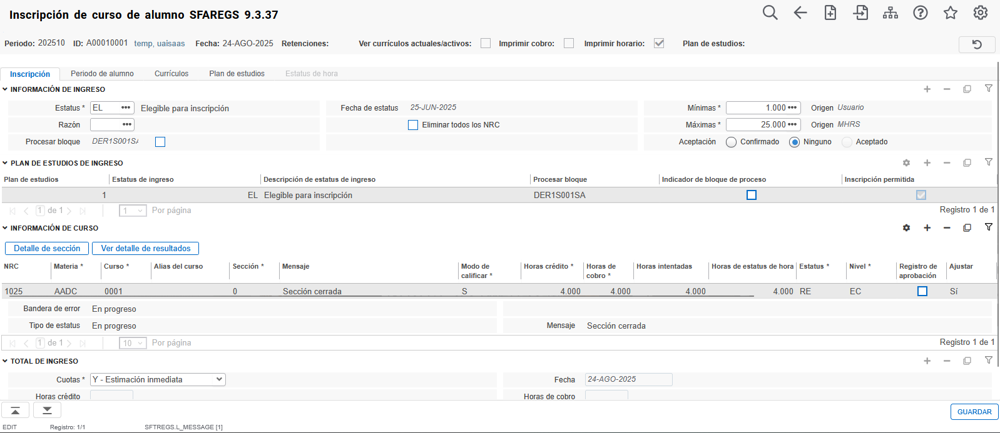 Inscripción de curso de alumno SFAREGS 9.3.37
Periodo: 202510 ID: A00010001 temp, uaisaas Fecha: 24-AGO-2025 Retenciones: Ver currículos actuales/activos: Imprimir cobro: Imprimir horario: Plan de estudios:
Inscripción Periodo de alumno Currículos Plan de estudios Estatus de hora
INFORMACIÓN DE INGRESO
Estatus * EL ••• Elegible para inscripción Fecha de estatus 25-JUN-2025 Mínimas * 1.000 ••• Origen Usuario
Razón ••• Eliminar todos los NRC Máximas * 25.000 ••• Origen MHRS
Procesar bloque DER1S001SA Aceptación Confirmado Ninguno Aceptado
PLAN DE ESTUDIOS DE INGRESO
Plan de estudios Estatus de ingreso Descripción de estatus de ingreso Procesar bloque Indicador de bloque de proceso Inscripción permitida
1 EL Elegible para inscripción DER1S001SA
1 de 1 1 Por página Registro 1 de 1
INFORMACIÓN DE CURSO
Detalle de sección Ver detalle de resultados
NRC Materia * Curso * Alias del curso Sección * Mensaje Modo de calificar * Horas crédito * Horas de cobro * Horas intentadas Horas de estatus de hora Estatus * Nivel * Registro de aprobación Ajustar
1025 AADC 0001 0 Sección cerrada S 4.000 4.000 4.000 4.000 RE EC Sí
Bandera de error En progreso
Tipo de estatus En progreso Mensaje Sección cerrada
1 de 1 10 Por página Registro 1 de 1
TOTAL DE INGRESO
Cuotas * Y - Estimación inmediata Fecha 24-AGO-2025
Horas crédito Horas de cobro
GUARDAR
EDIT Registro: 1/1 SFTREGS.L_MESSAGE [1]